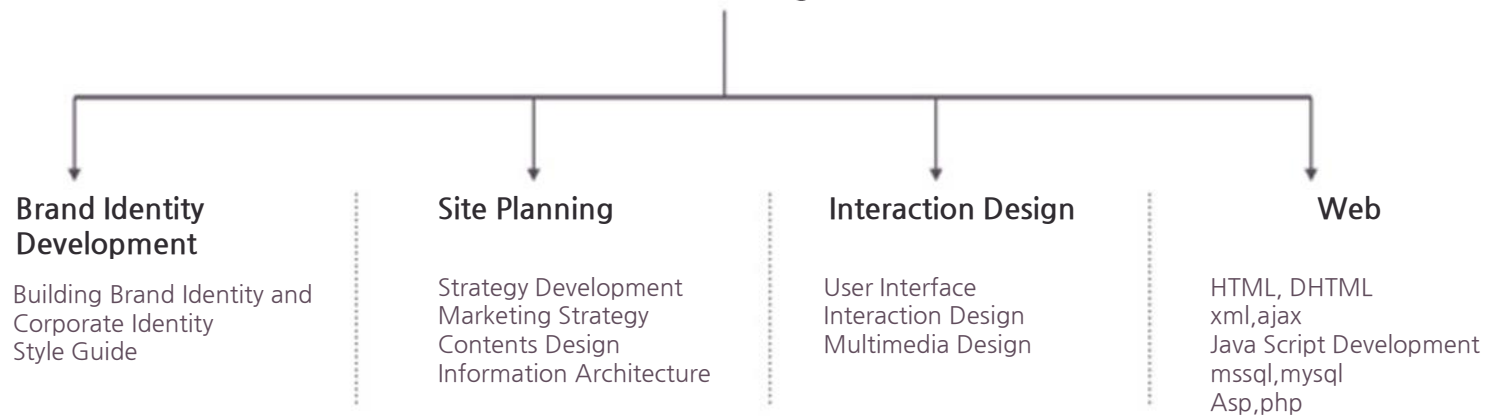 Brand Identity
Development
Building Brand Identity and
Corporate Identity
Style Guide
Site Planning
Strategy Development
Marketing Strategy
Contents Design
Information Architecture
Interaction Design
User Interface
Interaction Design
Multimedia Design
Web
HTML, DHTML
xml,ajax
Java Script Development
mssql,mysql
Asp,php